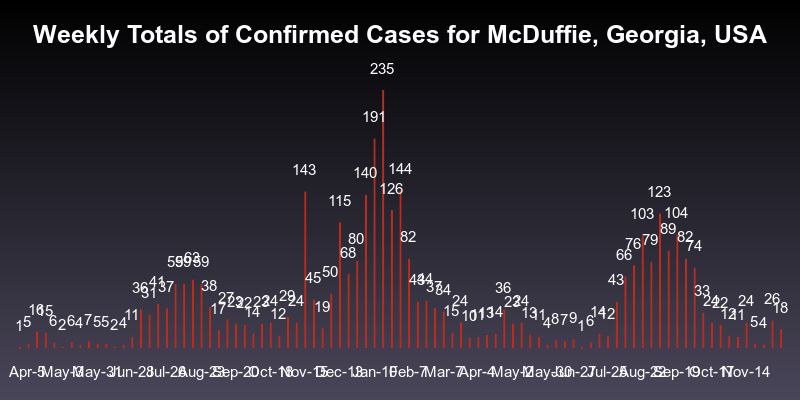 Weekly Totals of Confirmed Cases for McDuffie, Georgia, USA
235
191
143 140 144
126 123
115
103 104
82 80 89 82
68 66 76 79 74
59 59 63 59
36 31 41 37 38 45 50 43 44 37 34 36 43 33
1 5 16 15 6 2 6 4 7 5 5 2 4 11 17 27 23 22 14 23 24 12 29 24 19 15 24 10 11 13 14 23 24 13 11 4 8 7 9 1 6 14 12 24 22 12 11 24 5 4 26 18
Apr-5 May-3 May-31 Jun-28 Jul-26 Aug-23 Sep-20 Oct-18 Nov-15 Dec-13 Jan-10 Feb-7 Mar-7 Apr-4 May-2 May-30 Jun-27 Jul-25 Aug-22 Sep-19 Oct-17 Nov-14